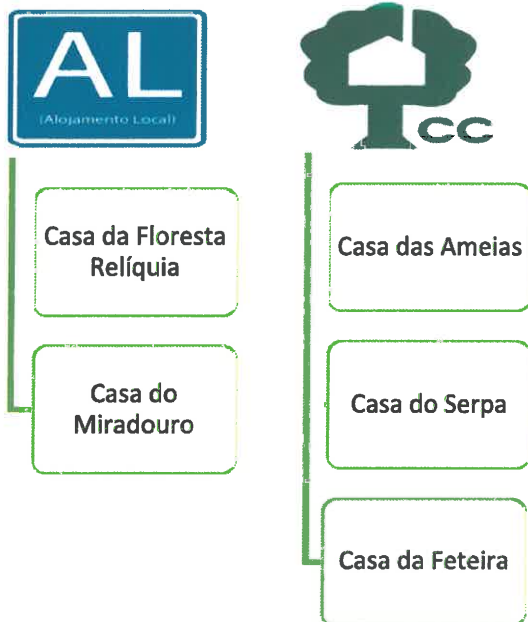 AL
(Alojamento Local)
Casa da Floresta
Relíquia
Casa do
Miradouro
CC
Casa das Ameias
Casa do Serpa
Casa da Feteira